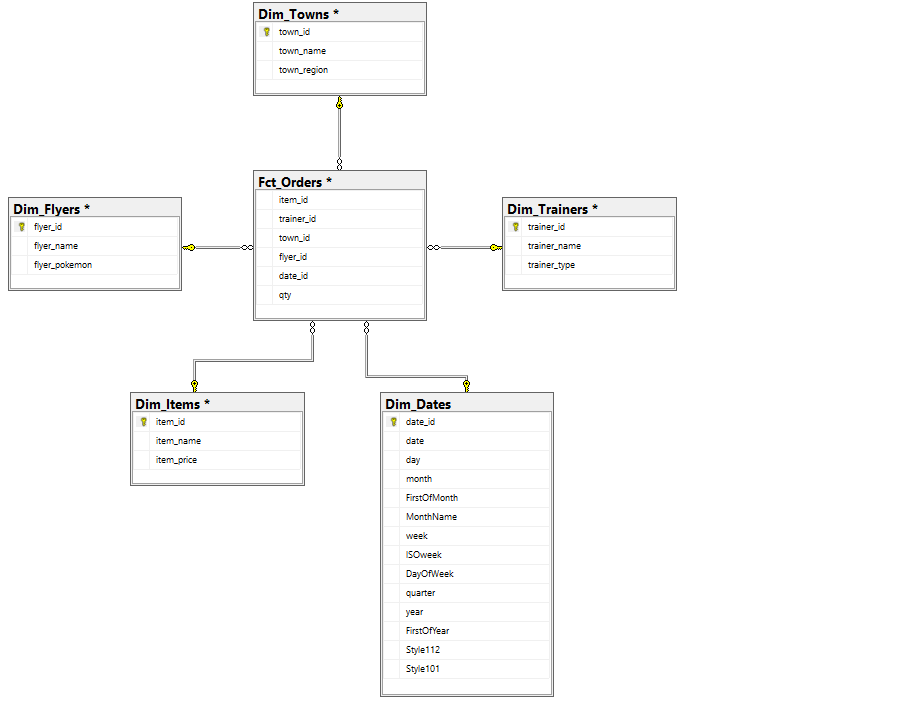 Dim_Towns *
town_id
town_name
town_region
Fct_Orders *
item_id
trainer_id
town_id
flyer_id
date_id
qty
Dim_Flyers *
flyer_id
flyer_name
flyer_pokemon
Dim_Trainers *
trainer_id
trainer_name
trainer_type
Dim_Items *
item_id
item_name
item_price
Dim_Dates
date_id
date
day
month
FirstOfMonth
MonthName
week
ISOweek
DayOfWeek
quarter
year
FirstOfYear
Style112
Style101